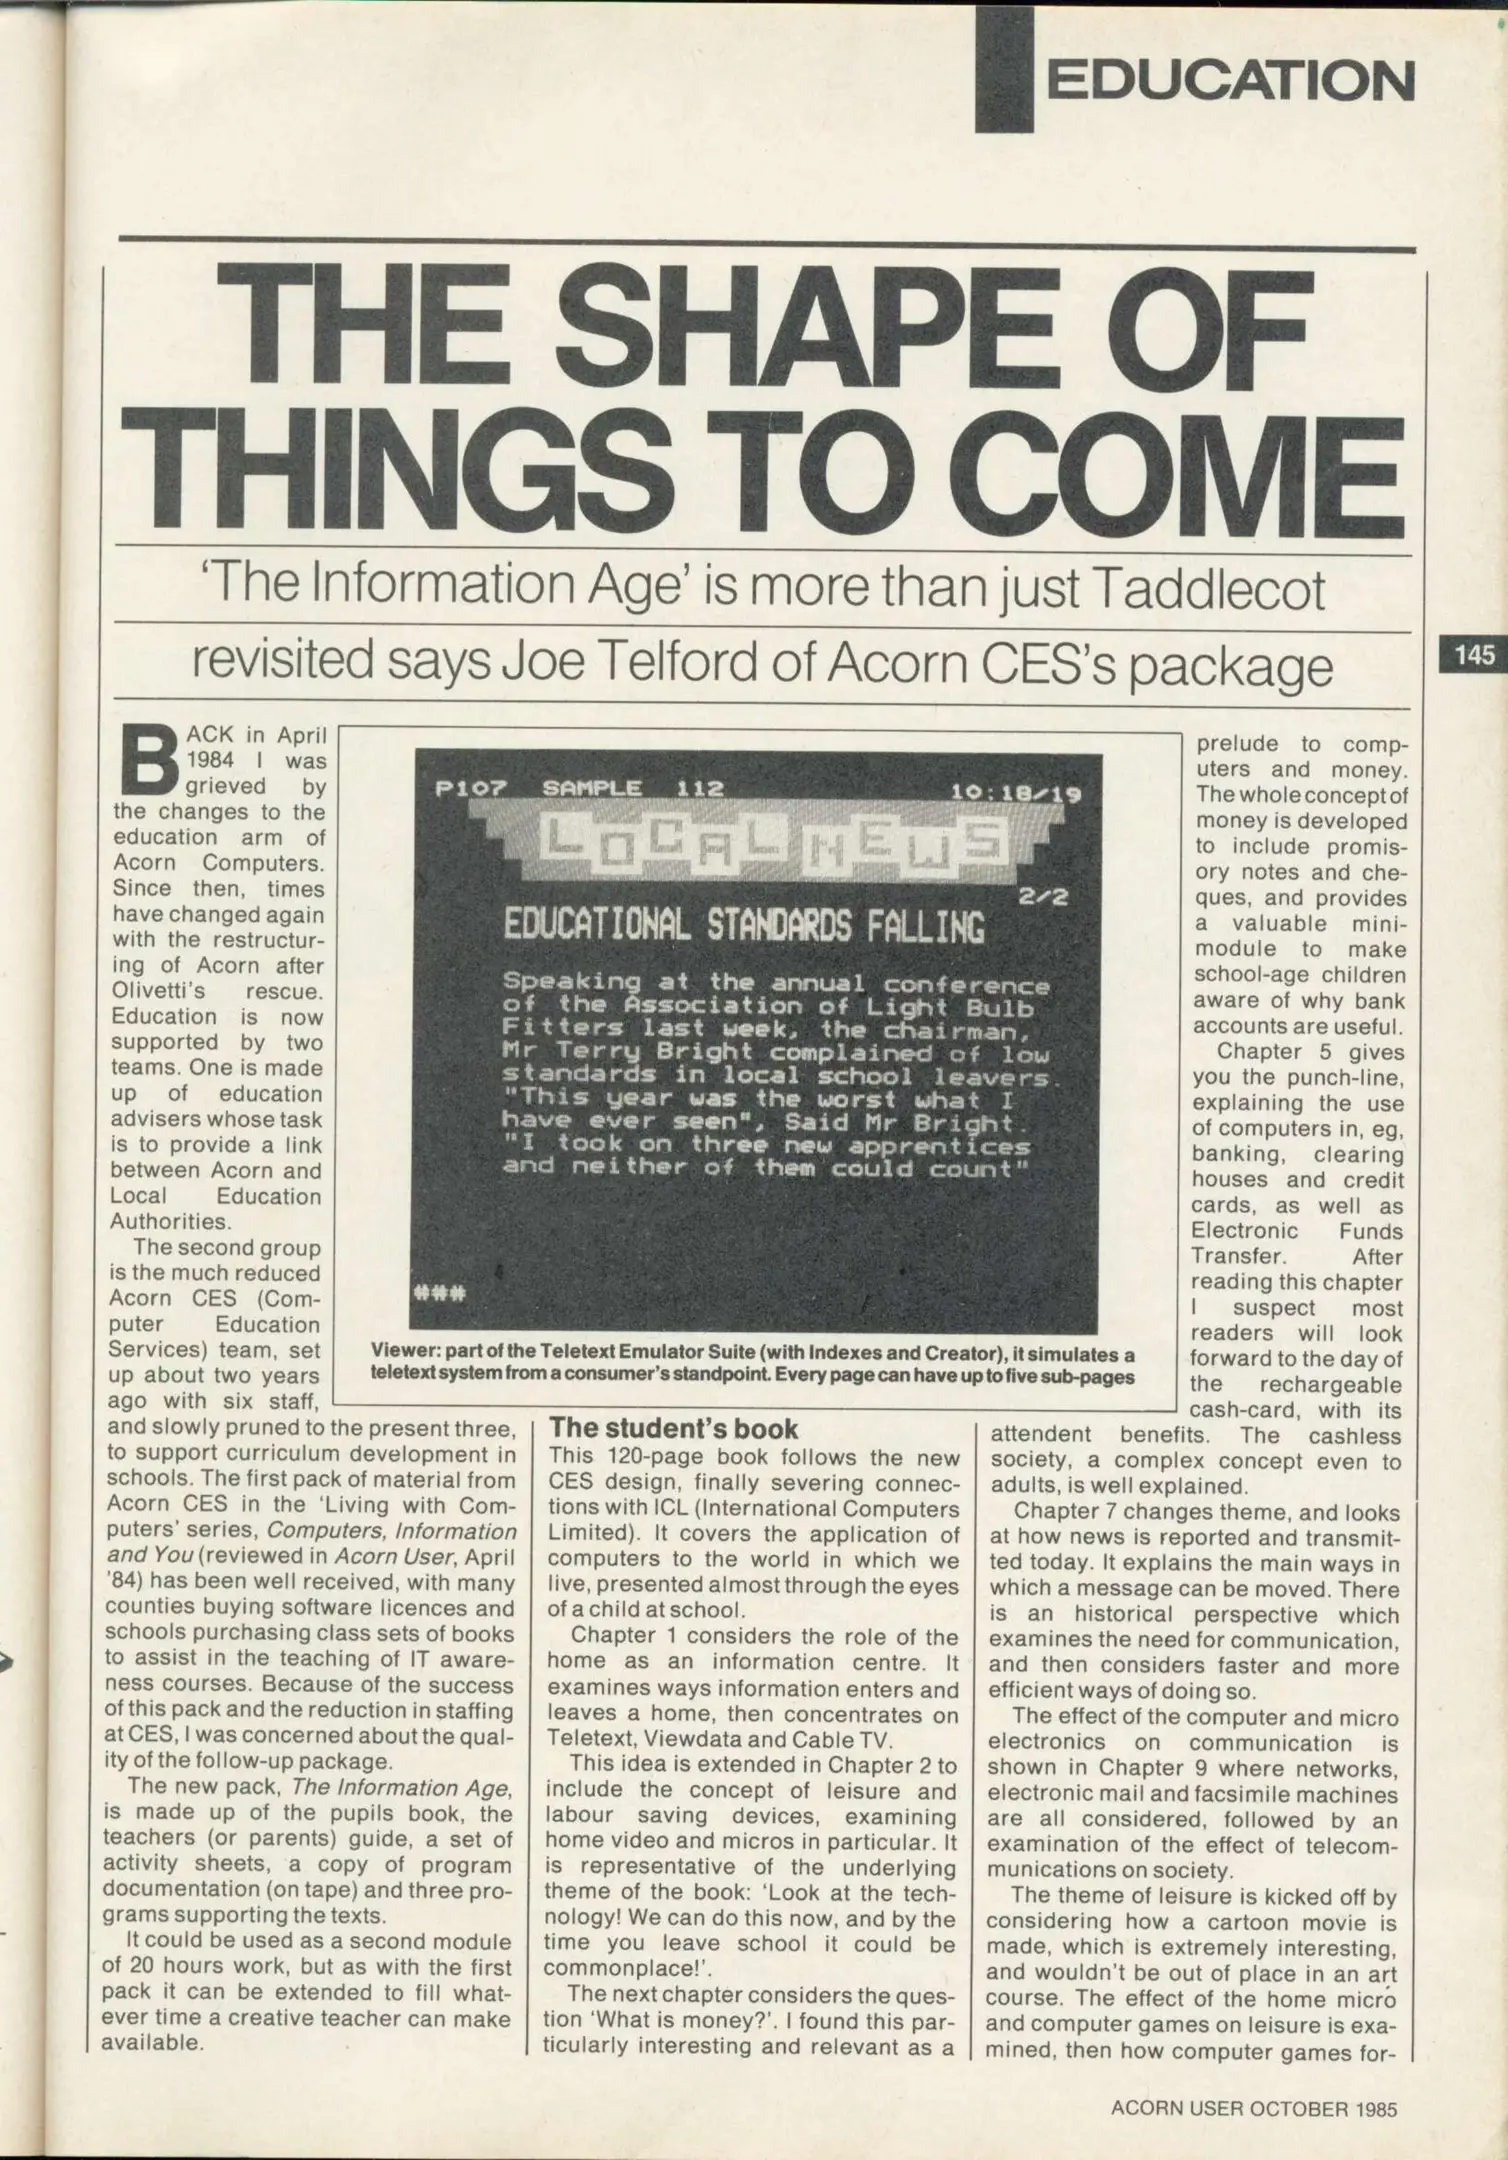 EDUCATION
THE SHAPE OF
THINGS TO COME
'The Information Age' is more than just Taddlecot
revisited says Joe Telford of Acorn CES's package
145
BACK in April
1984 I was
grieved by
the changes to the
education arm of
Acorn Computers.
Since then, times
have changed again
with the restructur-
ing of Acorn after
Olivetti's rescue.
Education is now
supported by two
teams. One is made
up of education
advisers whose task
is to provide a link
between Acorn and
Local Education
Authorities.
The second group
is the much reduced
Acorn CES (Com-
puter Education
Services) team, set
up about two years
ago with six staff,
and slowly pruned to the present three,
to support curriculum development in
schools. The first pack of material from
Acorn CES in the 'Living with Com-
puters' series, Computers, Information
and You (reviewed in Acorn User, April
'84) has been well received, with many
counties buying software licences and
schools purchasing class sets of books
to assist in the teaching of IT aware-
ness courses. Because of the success
of this pack and the reduction in staffing
at CES, I was concerned about the qual-
ity of the follow-up package.
The new pack, The Information Age,
is made up of the pupils book, the
teachers (or parents) guide, a set of
activity sheets, a copy of program
documentation (on tape) and three pro-
grams supporting the texts.
It could be used as a second module
of 20 hours work, but as with the first
pack it can be extended to fill what-
ever time a creative teacher can make
available.
P107 SAMPLE 112 10:18/19
LOCAL NEWS
2/2
EDUCATIONAL STANDARDS FALLING
Speaking at the annual conference
of the Association of Light Bulb
Fitters last week, the chairman,
Mr Terry Bright complained of low
standards in local school leavers.
"This year was the worst what I
have ever seen", Said Mr Bright.
"I took on three new apprentices
and neither of them could count"
###
Viewer: part of the Teletext Emulator Suite (with Indexes and Creator), it simulates a
teletext system from a consumer's standpoint. Every page can have up to five sub-pages
The student's book
This 120-page book follows the new
CES design, finally severing connec-
tions with ICL (International Computers
Limited). It covers the application of
computers to the world in which we
live, presented almost through the eyes
of a child at school.
Chapter 1 considers the role of the
home as an information centre. It
examines ways information enters and
leaves a home, then concentrates on
Teletext, Viewdata and Cable TV.
This idea is extended in Chapter 2 to
include the concept of leisure and
labour saving devices, examining
home video and micros in particular. It
is representative of the underlying
theme of the book: 'Look at the tech-
nology! We can do this now, and by the
time you leave school it could be
commonplace!'.
The next chapter considers the ques-
tion 'What is money?'. I found this par-
ticularly interesting and relevant as a
prelude to comp-
uters and money.
The whole concept of
money is developed
to include promis-
ory notes and che-
ques, and provides
a valuable mini-
module to make
school-age children
aware of why bank
accounts are useful.
Chapter 5 gives
you the punch-line,
explaining the use
of computers in, eg,
banking, clearing
houses and credit
cards, as well as
Electronic Funds
Transfer. After
reading this chapter
I suspect most
readers will look
forward to the day of
the rechargeable
cash-card, with its
attendent benefits. The cashless
society, a complex concept even to
adults, is well explained.
Chapter 7 changes theme, and looks
at how news is reported and transmit-
ted today. It explains the main ways in
which a message can be moved. There
is an historical perspective which
examines the need for communication,
and then considers faster and more
efficient ways of doing so.
The effect of the computer and micro
electronics on communication is
shown in Chapter 9 where networks,
electronic mail and facsimile machines
are all considered, followed by an
examination of the effect of telecom-
munications on society.
The theme of leisure is kicked off by
considering how a cartoon movie is
made, which is extremely interesting,
and wouldn't be out of place in an art
course. The effect of the home micro
and computer games on leisure is exa-
mined, then how computer games for-
ACORN USER OCTOBER 1985